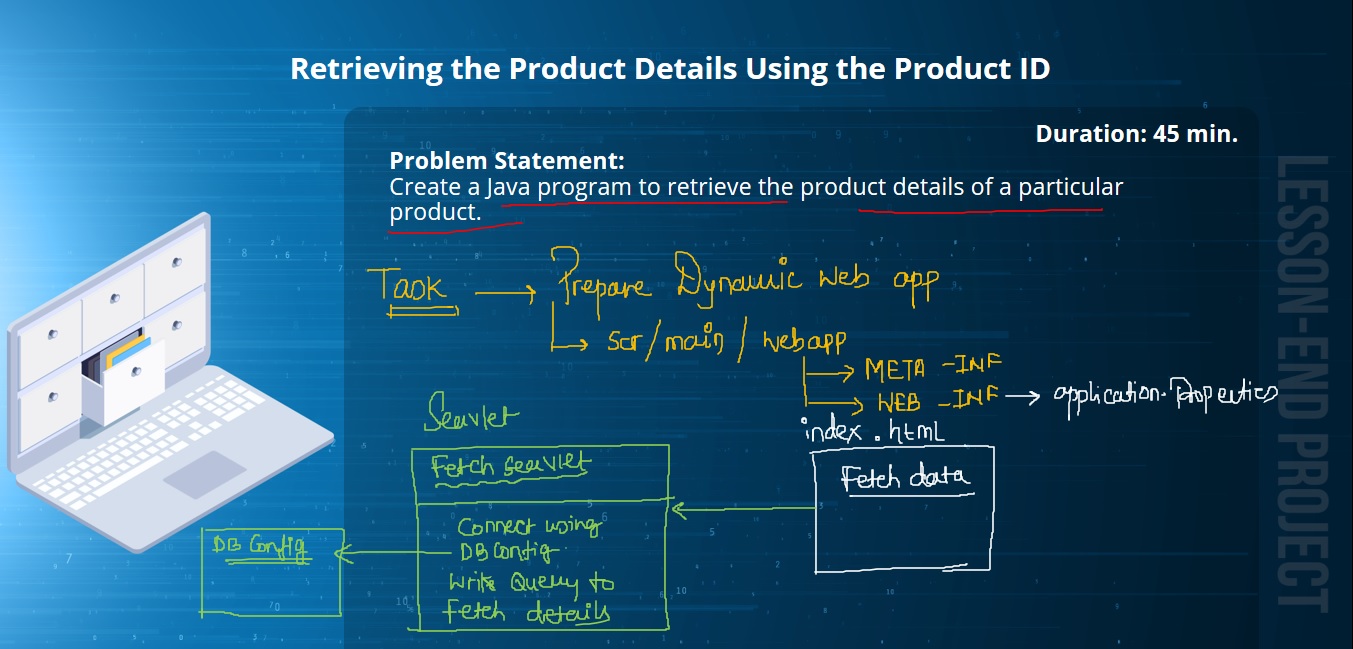 Retrieving the Product Details Using the Product ID
Duration: 45 min.
Problem Statement:
Create a Java program to retrieve the product details of a particular
product.
Task → Prepare Dynamic Web app
→ scr/main/webapp
→ META-INF
→ WEB-INF → application.Properties
index.html
Fetch data
Servlet
Fetch servlet
Connect using
DB Config
Write Query to
Fetch details
DB Config
LESSON-END PROJECT